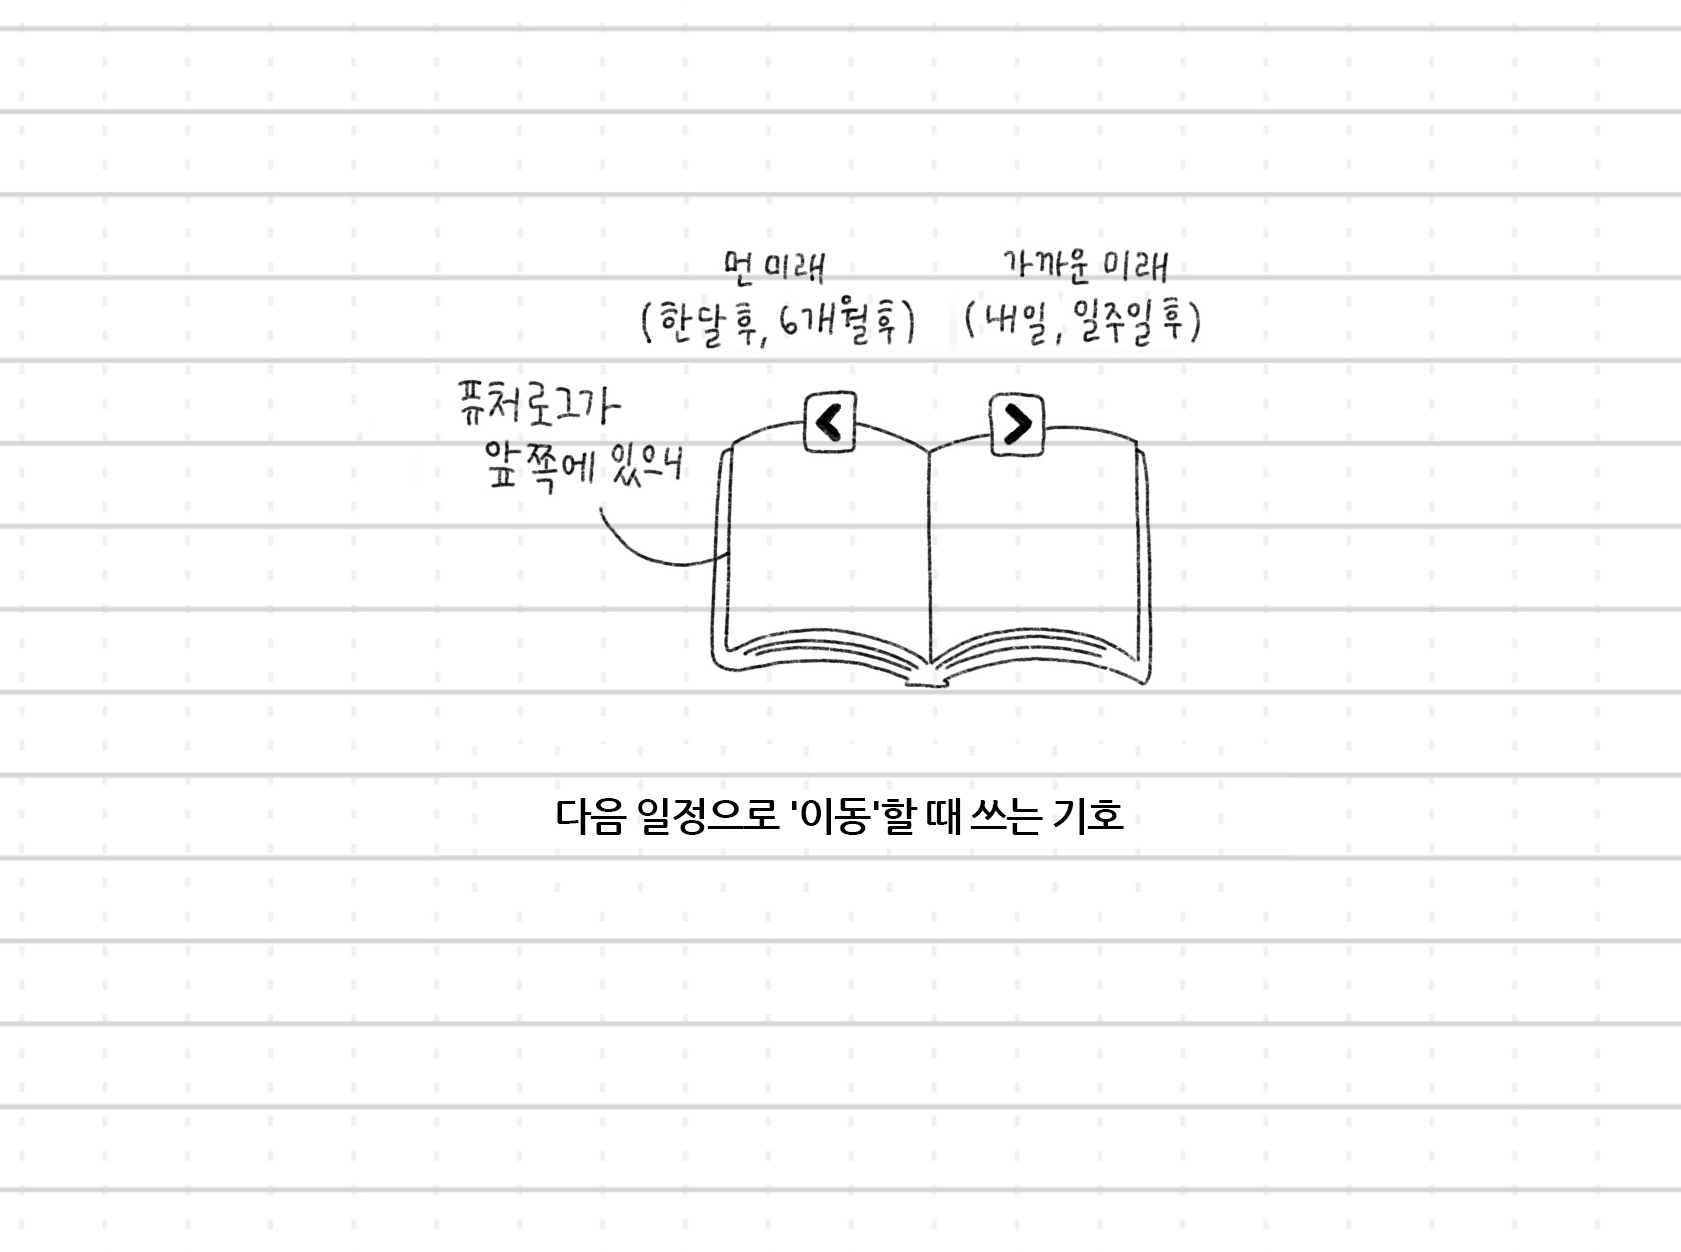 먼 미래
(한달 후, 6개월 후)
가까운 미래
(내일, 일주일 후)
퓨처로그가
앞쪽에 있으니
<
>
다음 일정으로 '이동'할 때 쓰는 기호